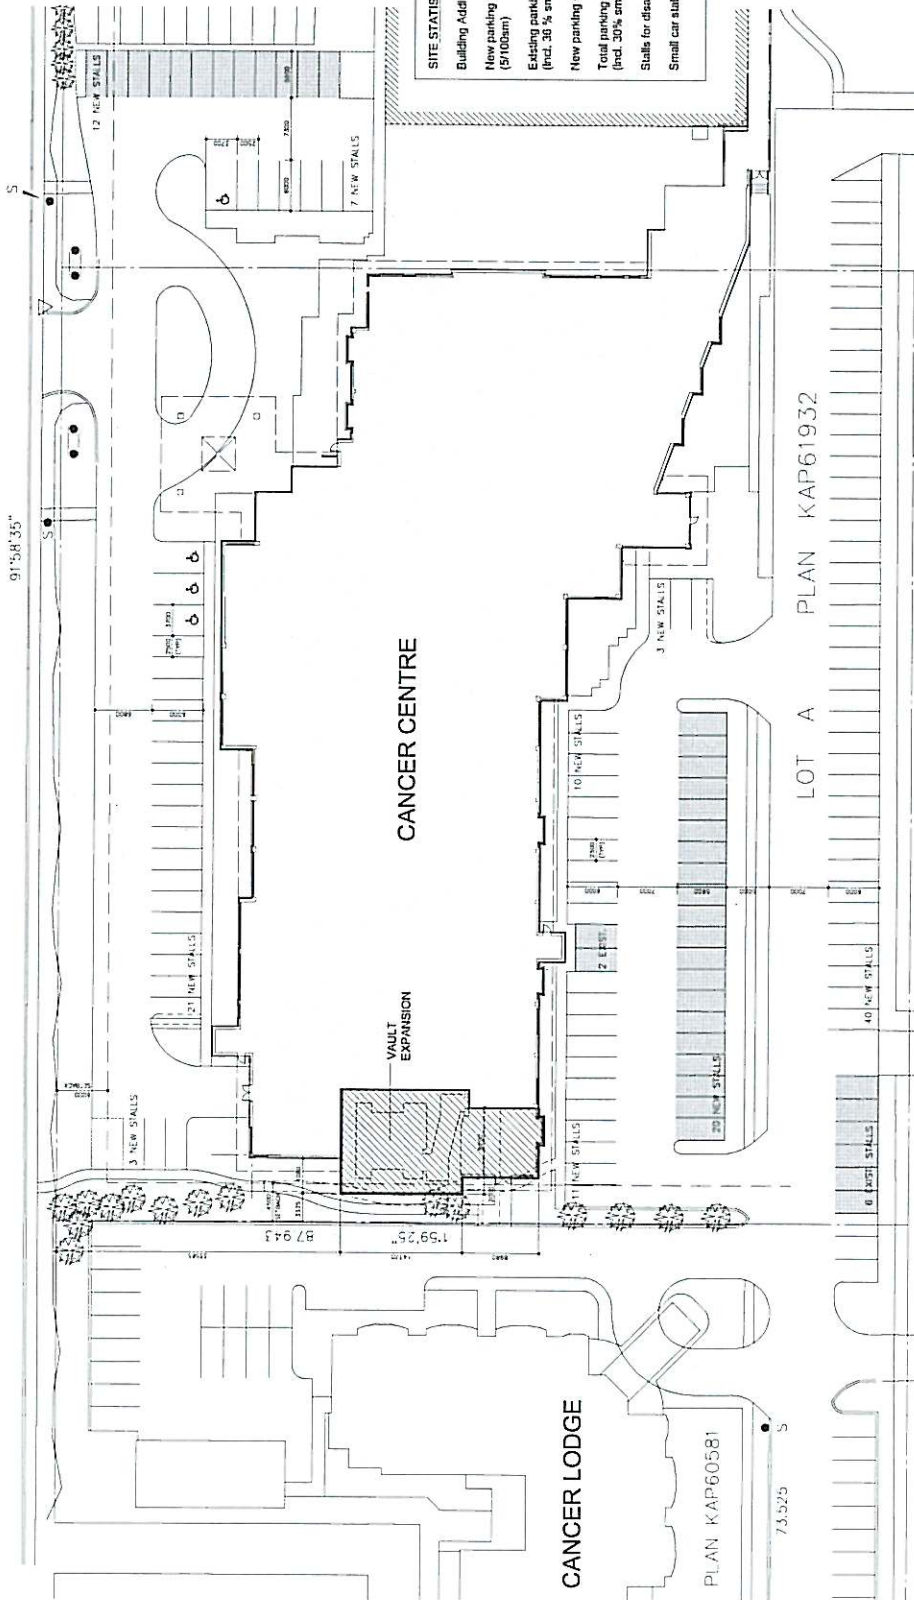 SITE STATIS
Building Addi
New parking
(5/100sm)
Existing parki
(Incl. 36 % sm
New parking
Total parking
(Incl. 30% sm
Stalls for disa
Small car stal
12 NEW STALLS
7 NEW STALLS
S
91°58'35"
S
21 NEW STALLS
3 NEW STALLS
SETBACK
CANCER CENTRE
VAULT
EXPANSION
3 NEW STALLS
10 NEW STALLS
2 EXIST.
11 NEW STALLS
20 NEW STALLS
LOT A PLAN KAP61932
40 NEW STALLS
6 EXIST. STALLS
87.943
1°59'25"
CANCER LODGE
PLAN KAP60581
73.525
S